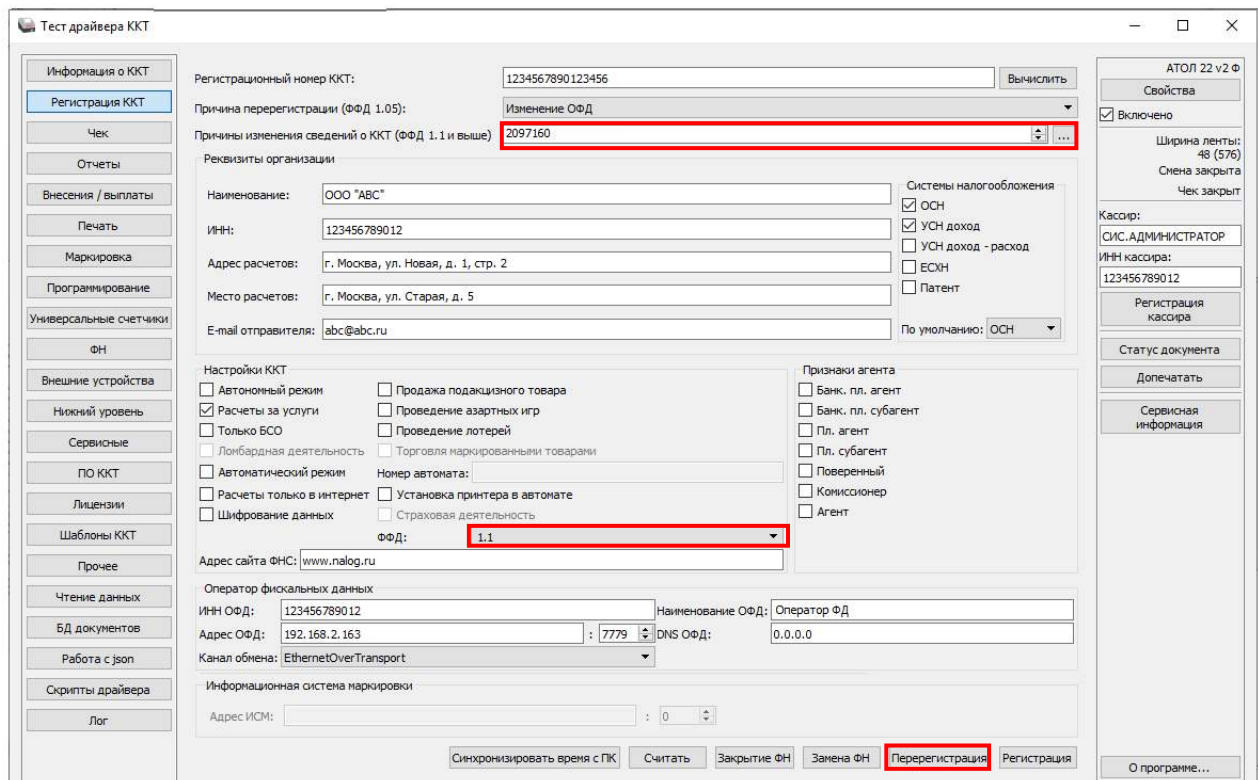 Тест драйвера ККТ
Информация о ККТ
Регистрация ККТ
Чек
Отчеты
Внесения / выплаты
Печать
Маркировка
Программирование
Универсальные счетчики
ФН
Внешние устройства
Нижний уровень
Сервисные
ПО ККТ
Лицензии
Шаблоны ККТ
Прочее
Чтение данных
БД документов
Работа с json
Скрипты драйвера
Лог
Регистрационный номер ККТ: 1234567890123456 Вычислить
Причина перерегистрации (ФФД 1.05): Изменение ОФД
Причины изменения сведений о ККТ (ФФД 1.1 и выше) 2097160 ...
Реквизиты организации
Наименование: ООО "АВС"
ИНН: 123456789012
Адрес расчетов: г. Москва, ул. Новая, д. 1, стр. 2
Место расчетов: г. Москва, ул. Старая, д. 5
E-mail отправителя: abc@abc.ru
Системы налогообложения
ОСН
УСН доход
УСН доход - расход
ЕСХН
Патент
По умолчанию: ОСН
Настройки ККТ
Автономный режим Продажа подакцизного товара
Расчеты за услуги Проведение азартных игр
Только БСО Проведение лотерей
Ломбардная деятельность Торговля маркированными товарами
Автоматический режим Номер автомата:
Расчеты только в интернет Установка принтера в автомате
Шифрование данных Страховая деятельность
ФФД: 1.1
Адрес сайта ФНС: www.nalog.ru
Признаки агента
Банк. пл. агент
Банк. пл. субагент
Пл. агент
Пл. субагент
Поверенный
Комиссионер
Агент
Оператор фискальных данных
ИНН ОФД: 123456789012 Наименование ОФД: Оператор ФД
Адрес ОФД: 192.168.2.163 : 7779 DNS ОФД: 0.0.0.0
Канал обмена: EthernetOverTransport
Информационная система маркировки
Адрес ИСМ: : 0
Синхронизировать время с ПК Считать Закрытие ФН Замена ФН Перерегистрация Регистрация
АТОЛ 22 v2 Ф
Свойства
Включено
Ширина ленты:
48 (576)
Смена закрыта
Чек закрыт
Кассир:
СИС.АДМИНИСТРАТОР
ИНН кассира:
123456789012
Регистрация
кассира
Статус документа
Допечатать
Сервисная
информация
О программе...